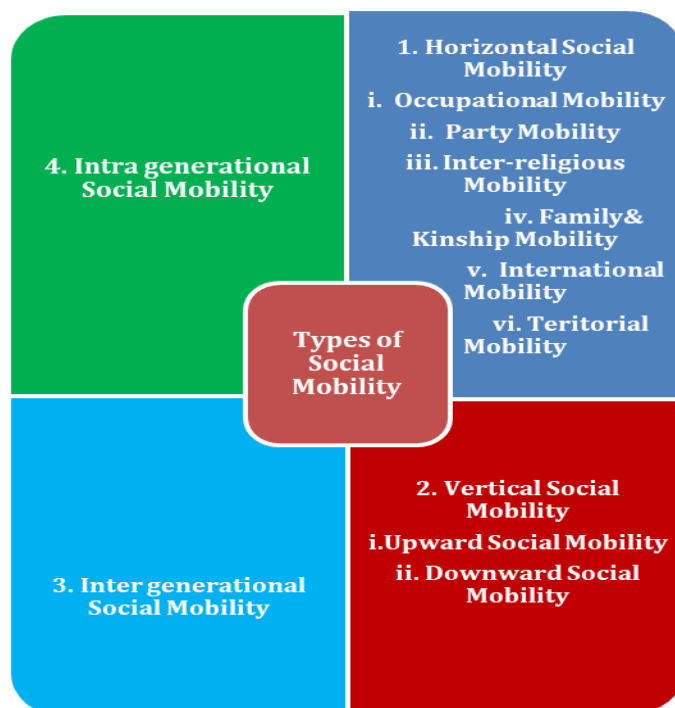 1. Horizontal Social
Mobility
i. Occupational Mobility
ii. Party Mobility
iii. Inter-religious
Mobility
iv. Family& 
Kinship Mobility
v. International
Mobility
vi. Teritorial
Mobility
4. Intra generational
Social Mobility
Types of
Social
Mobility
2. Vertical Social
Mobility
i.Upward Social Mobility
ii. Downward Social
Mobility
3. Inter generational
Social Mobility